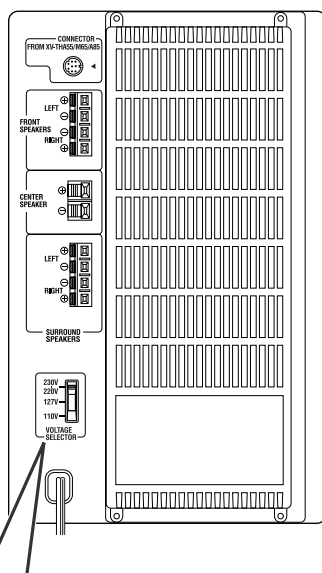 CONNECTOR
FROM XV-THA55/M65/A85
LEFT
FRONT
SPEAKERS
RIGHT
CENTER
SPEAKER
LEFT
RIGHT
SURROUND
SPEAKERS
230V
220V
127V
110V
VOLTAGE
SELECTOR